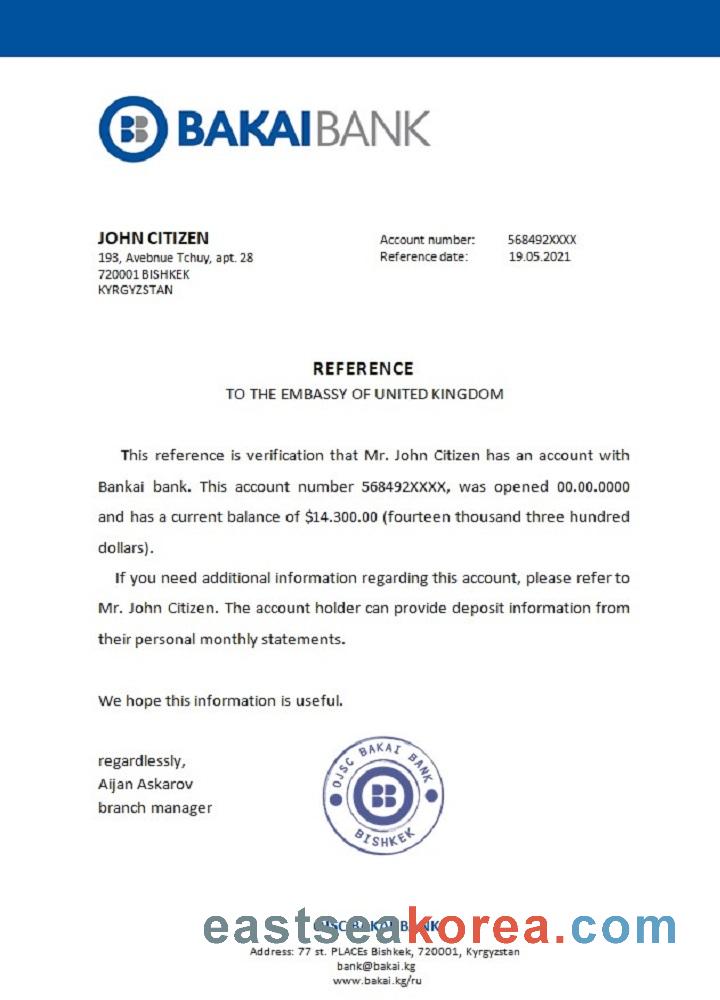 BAKAI BANK
JOHN CITIZEN
193, Avebnue Tchuy, apt. 28
720001 BISHKEK
KYRGYZSTAN
Account number: 568492XXXX
Reference date: 19.05.2021
REFERENCE
TO THE EMBASSY OF UNITED KINGDOM
This reference is verification that Mr. John Citizen has an account with
Bankai bank. This account number 568492XXXX, was opened 00.00.0000
and has a current balance of $14.300.00 (fourteen thousand three hundred
dollars).
If you need additional information regarding this account, please refer to
Mr. John Citizen. The account holder can provide deposit information from
their personal monthly statements.
We hope this information is useful.
regardlessly,
Aijan Askarov
branch manager
OJSC BAKAI BANK
BISHKEK
OJSC BAKAI BANK
eastseakorea.com
Address: 77 st. PLACEs Bishkek, 720001, Kyrgyzstan
bank@bakai.kg
www.bakai.kg/ru